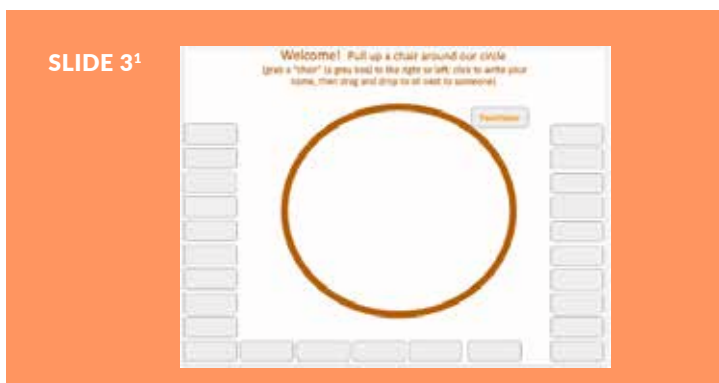 SLIDE 3¹
Welcome! Pull up a chair around our circle
(grab a "chair" (a grey box) to the right or left, click to write your
name, then drag and drop to sit next to someone)